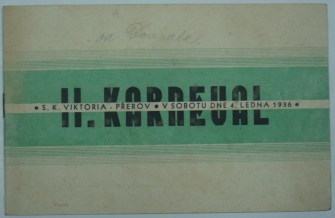 II. KARNEVAL
• S. K. VIKTORIA - PŘEROV • V SOBOTU DNE 4. LEDNA 1936 •